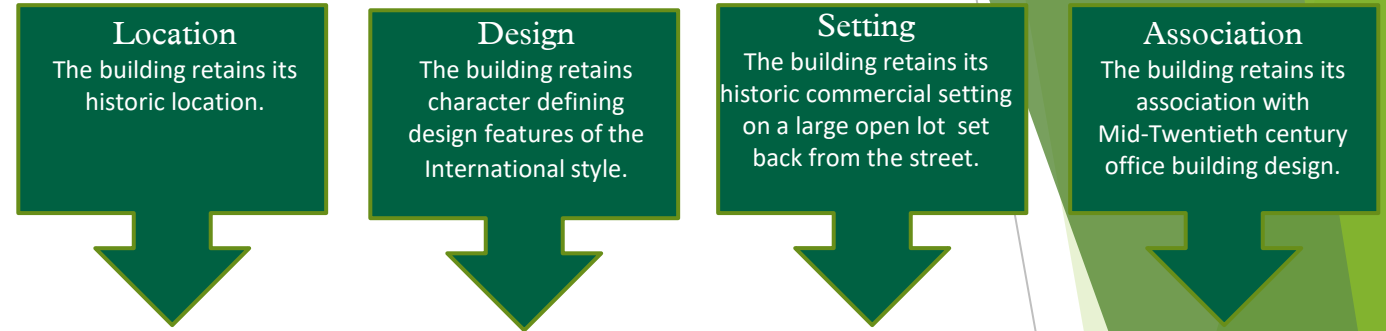 Location
The building retains its
historic location.
Design
The building retains
character defining
design features of the
International style.
Setting
The building retains its
historic commercial setting
on a large open lot  set
back from the street.
Association
The building retains its
association with
Mid-Twentieth century
office building design.